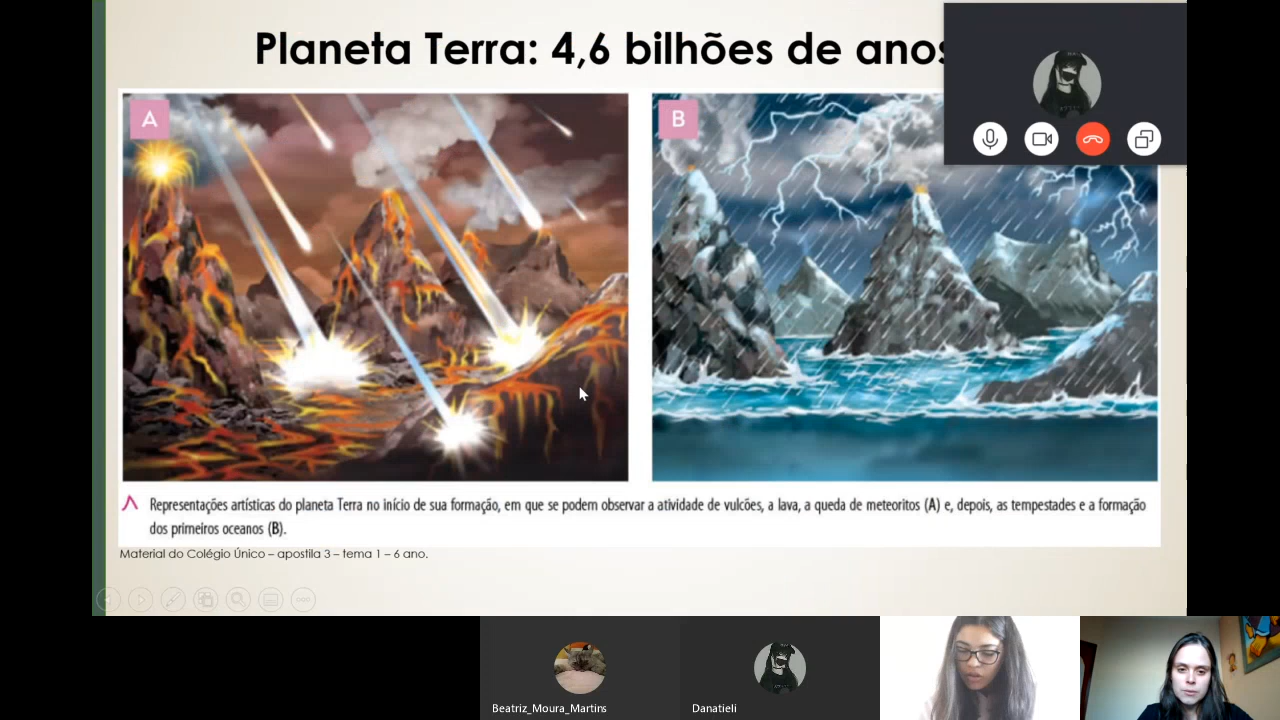 Planeta Terra: 4,6 bilhões de anos
A
B
Representações artísticas do planeta Terra no início de sua formação, em que se podem observar a atividade de vulcões, a lava, a queda de meteoritos (A) e, depois, as tempestades e a formação
dos primeiros oceanos (B).
Material do Colégio Único – apostila 3 – tema 1 – 6 ano.
Beatriz_Moura_Martins
Danatieli